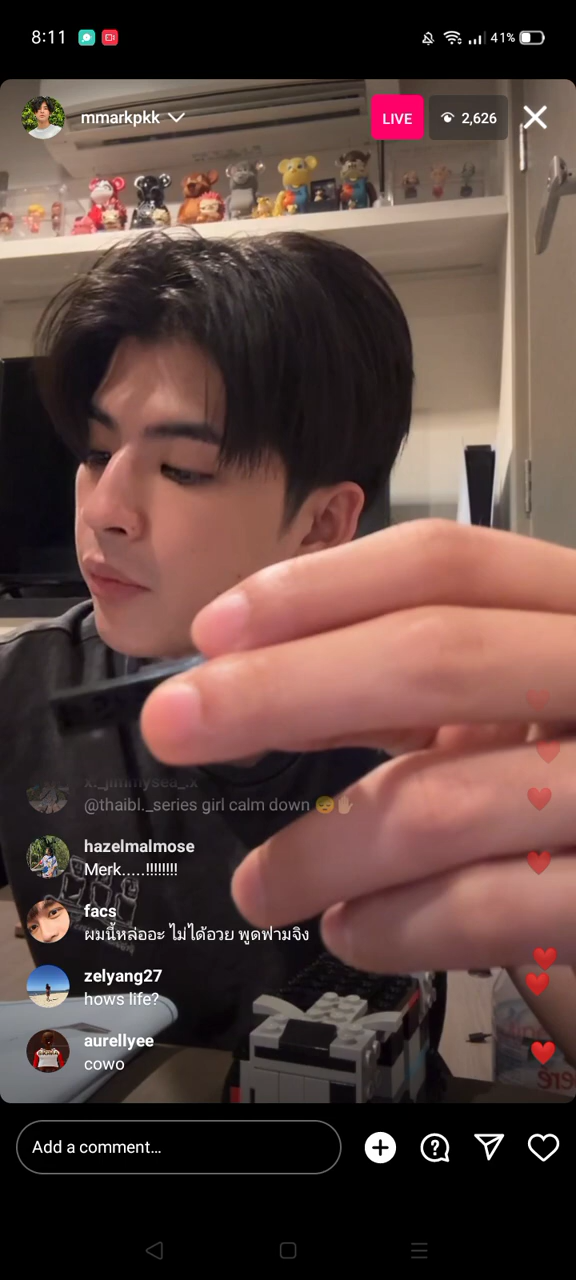 8:11
41%
mmarkpkk
LIVE
2,626
x._jimmysea_.x
@thaibl._series girl calm down 😔✋
hazelmalmose
Merk.....!!!!!!!!
facs
ผมนี้หล่ออะ ไม่ได้อวย พูดฟามจิง
zelyang27
hows life?
aurellyee
cowo
Add a comment...